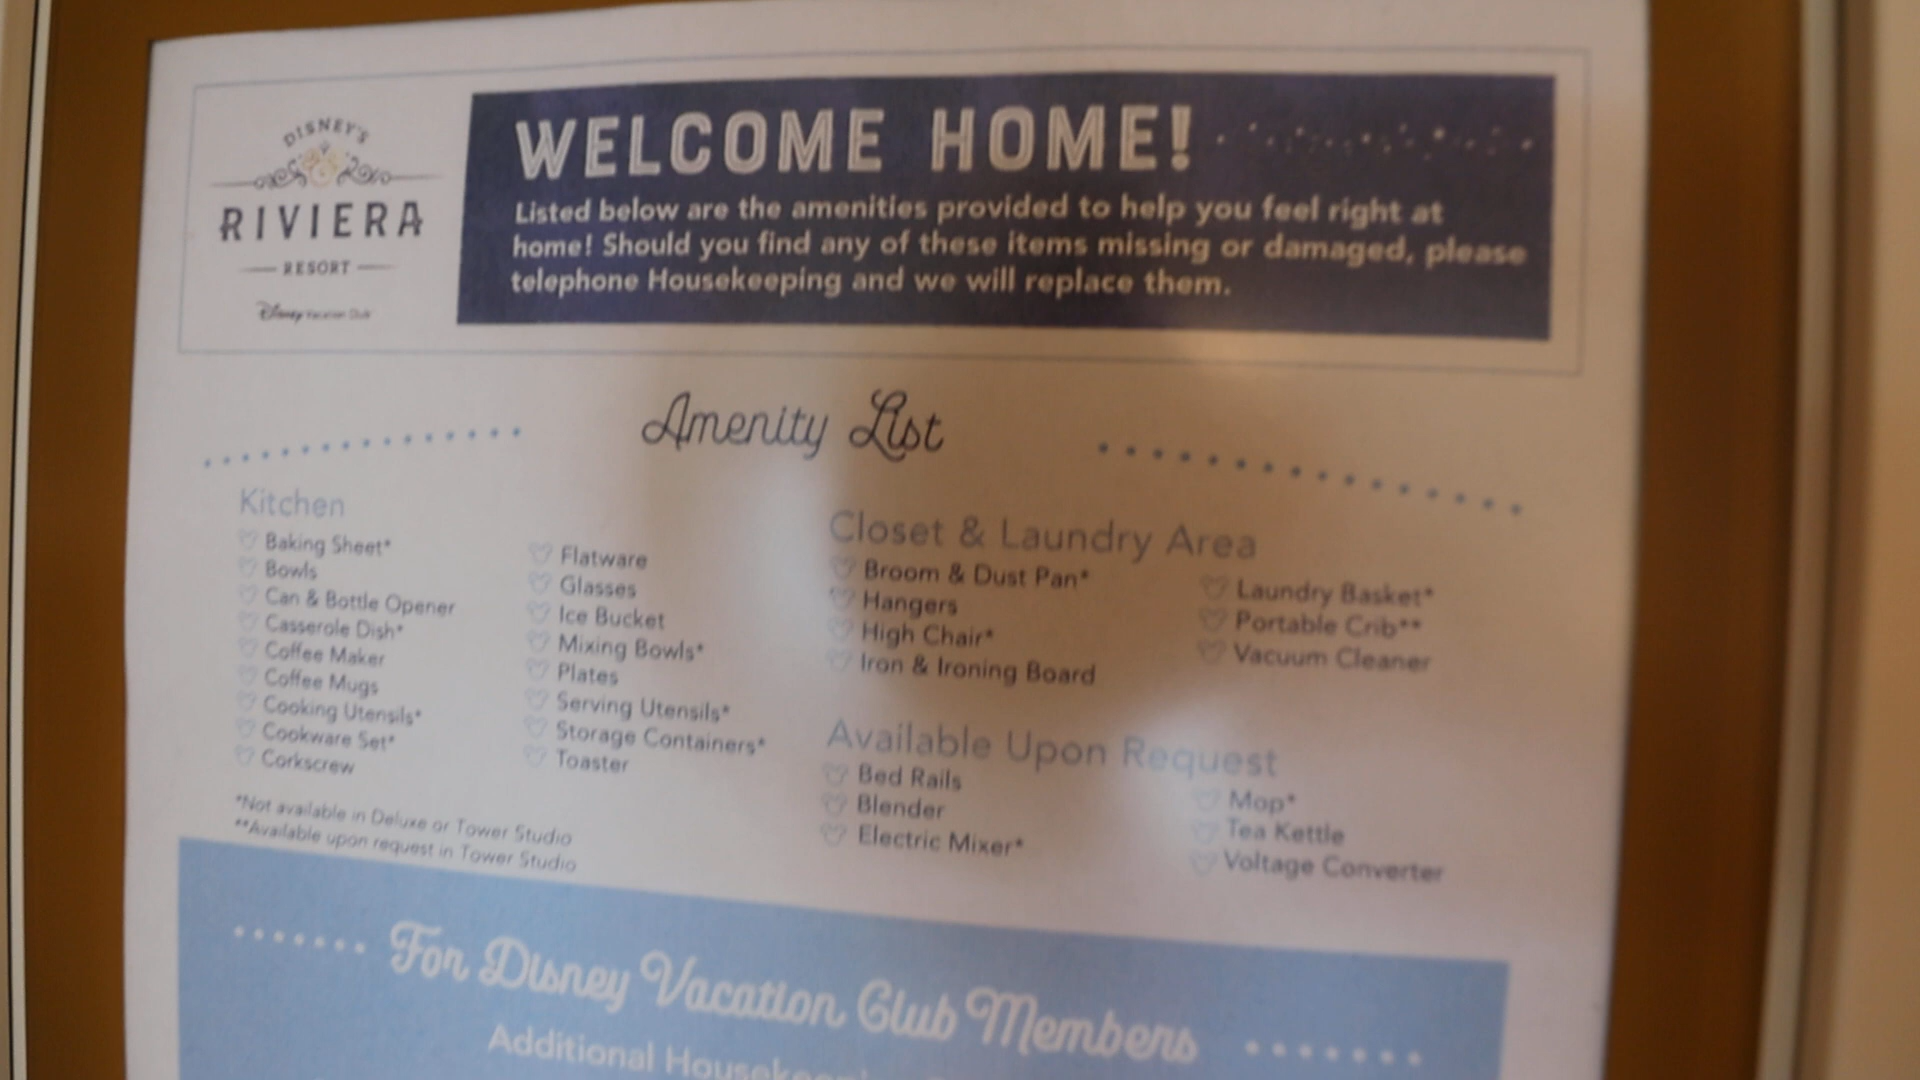 DISNEY'S
RIVIERA
RESORT
Disney Vacation Club
WELCOME HOME!
Listed below are the amenities provided to help you feel right at
home! Should you find any of these items missing or damaged, please
telephone Housekeeping and we will replace them.
Amenity List
Kitchen
Baking Sheet*
Bowls
Can & Bottle Opener
Casserole Dish*
Coffee Maker
Coffee Mugs
Cooking Utensils*
Cookware Set*
Corkscrew
Flatware
Glasses
Ice Bucket
Mixing Bowls*
Plates
Serving Utensils*
Storage Containers*
Toaster
*Not available in Deluxe or Tower Studio
**Available upon request in Tower Studio
Closet & Laundry Area
Broom & Dust Pan*
Hangers
High Chair*
Iron & Ironing Board
Laundry Basket*
Portable Crib**
Vacuum Cleaner
Available Upon Request
Bed Rails
Blender
Electric Mixer*
Mop*
Tea Kettle
Voltage Converter
For Disney Vacation Club Members
Additional